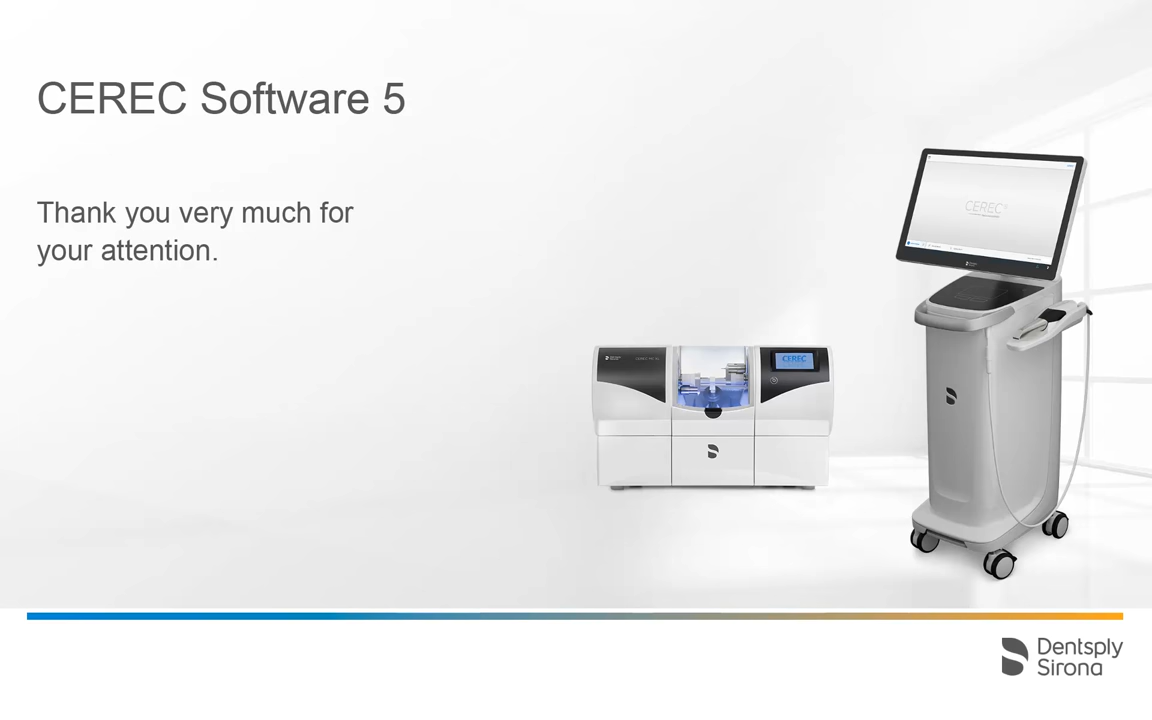 CEREC Software 5
Thank you very much for
your attention.
CEREC
CEREC
Dentsply
Sirona